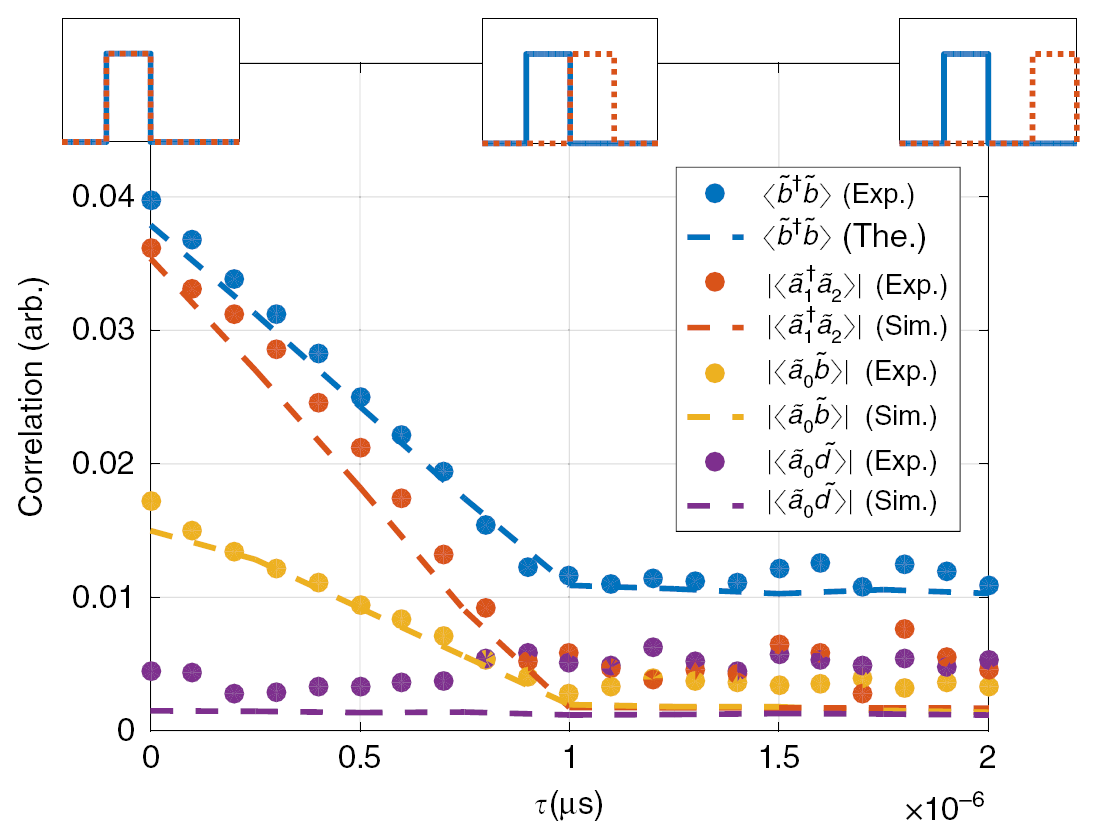 ⟨b̃†b̃⟩ (Exp.)
⟨b̃†b̃⟩ (The.)
|⟨ã₁†ã₂⟩| (Exp.)
|⟨ã₁†ã₂⟩| (Sim.)
|⟨ã₀b̃⟩| (Exp.)
|⟨ã₀b̃⟩| (Sim.)
|⟨ã₀d̃⟩| (Exp.)
|⟨ã₀d̃⟩| (Sim.)
Correlation (arb.)
0.04
0.03
0.02
0.01
0
0 0.5 1 1.5 2
τ(μs)
×10⁻⁶